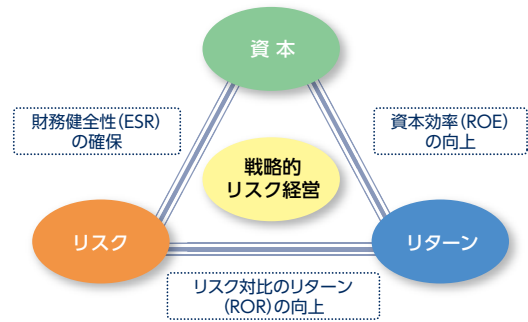 資本
財務健全性(ESR)
の確保
資本効率(ROE)
の向上
戦略的
リスク経営
リスク
リターン
リスク対比のリターン
(ROR)の向上